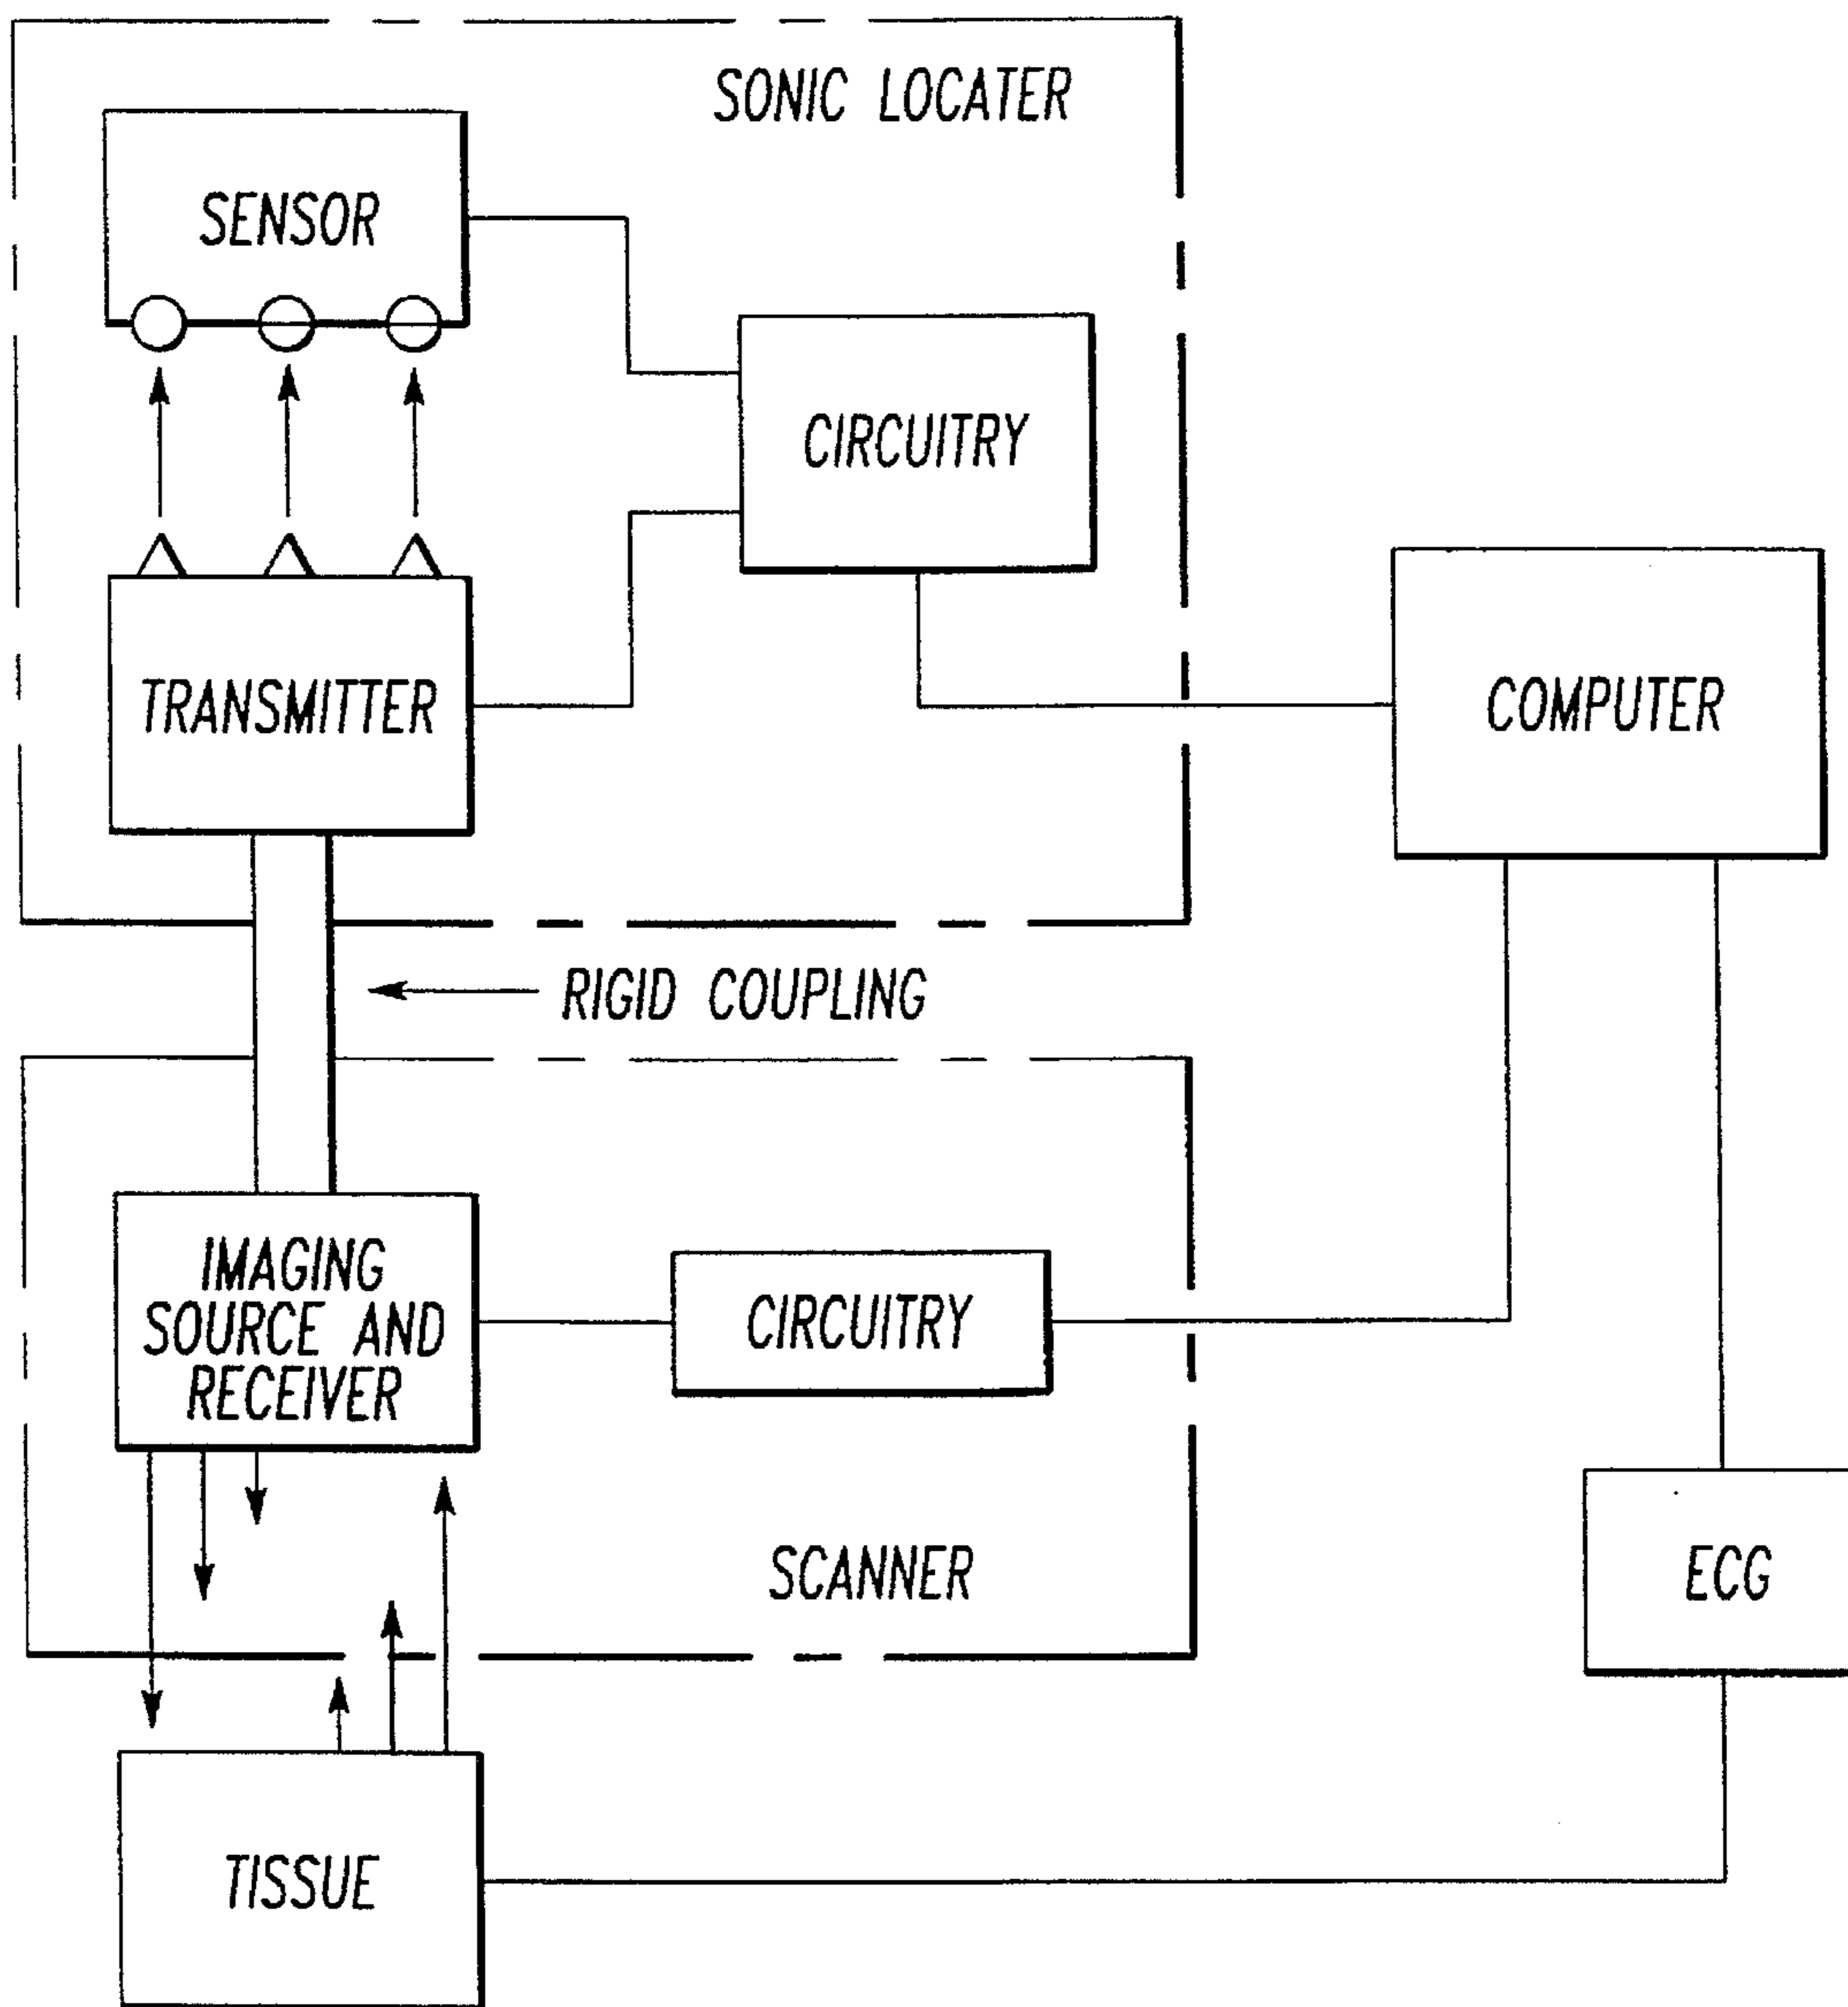 SONIC LOCATER
SENSOR
CIRCUITRY
TRANSMITTER
COMPUTER
RIGID COUPLING
IMAGING
SOURCE AND
RECEIVER
CIRCUITRY
SCANNER
ECG
TISSUE